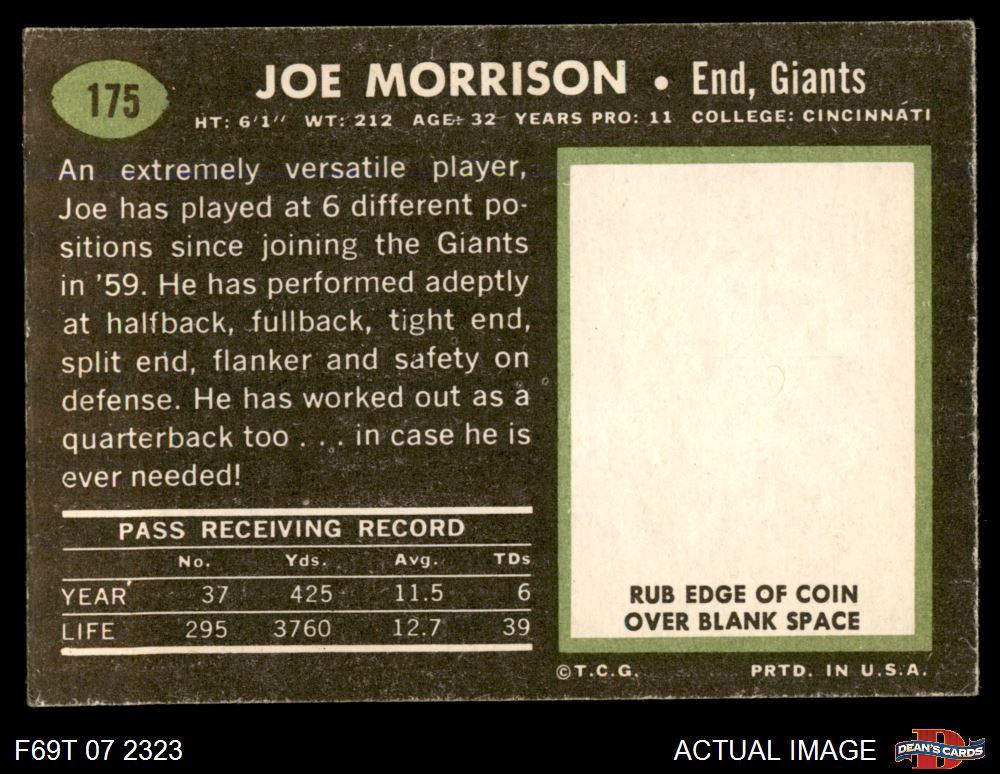 175
JOE MORRISON • End, Giants
HT: 6'1" WT: 212 AGE: 32 YEARS PRO: 11 COLLEGE: CINCINNATI
An extremely versatile player,
Joe has played at 6 different po-
sitions since joining the Giants
in '59. He has performed adeptly
at halfback, fullback, tight end,
split end, flanker and safety on
defense. He has worked out as a
quarterback too . . . in case he is
ever needed!
PASS RECEIVING RECORD
No. Yds. Avg. TDs
YEAR 37 425 11.5 6
LIFE 295 3760 12.7 39
RUB EDGE OF COIN
OVER BLANK SPACE
©T.C.G. PRTD. IN U.S.A.
F69T 07 2323
ACTUAL IMAGE
D
DEAN'S CARDS